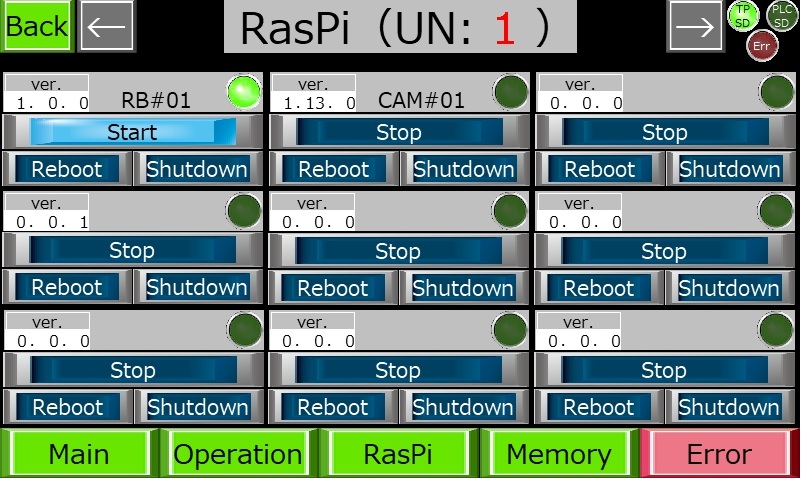 Back ← RasPi (UN: 1 ) → TP SD PLC SD Err
ver. ver. ver.
1. 0. 0 RB#01 1.13. 0 CAM#01 0. 0. 0
Start Stop Stop
Reboot Shutdown Reboot Shutdown Reboot Shutdown
ver. ver. ver.
0. 0. 1 0. 0. 0 0. 0. 0
Stop Stop Stop
Reboot Shutdown Reboot Shutdown Reboot Shutdown
ver. ver. ver.
0. 0. 0 0. 0. 0 0. 0. 0
Stop Stop Stop
Reboot Shutdown Reboot Shutdown Reboot Shutdown
Main Operation RasPi Memory Error